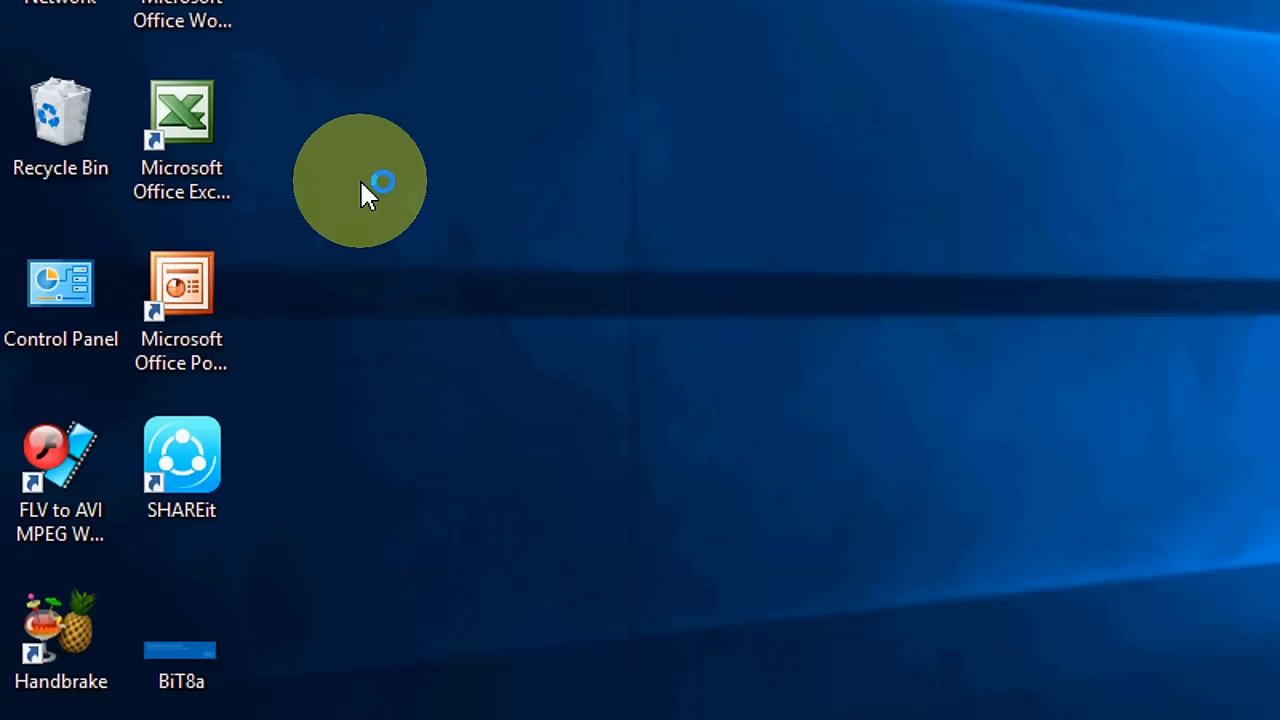 Network
Microsoft
Office Wo...
Recycle Bin
Microsoft
Office Exc...
Control Panel
Microsoft
Office Po...
FLV to AVI
MPEG W...
SHAREit
Handbrake
BiT8a